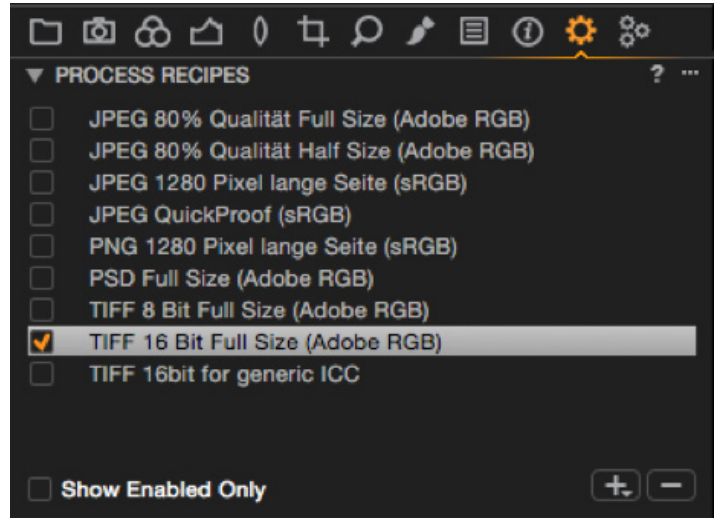 PROCESS RECIPES ? ...
JPEG 80% Qualität Full Size (Adobe RGB)
JPEG 80% Qualität Half Size (Adobe RGB)
JPEG 1280 Pixel lange Seite (sRGB)
JPEG QuickProof (sRGB)
PNG 1280 Pixel lange Seite (sRGB)
PSD Full Size (Adobe RGB)
TIFF 8 Bit Full Size (Adobe RGB)
TIFF 16 Bit Full Size (Adobe RGB)
TIFF 16bit for generic ICC
Show Enabled Only